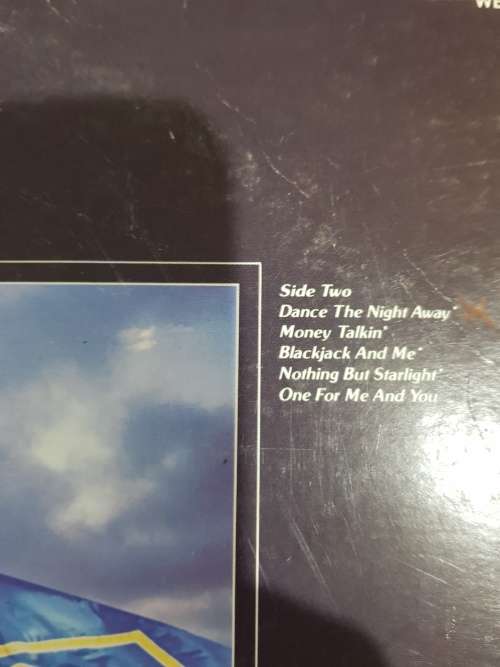 WE
Side Two
Dance The Night Away*
Money Talkin*
Blackjack And Me*
Nothing But Starlight*
One For Me And You